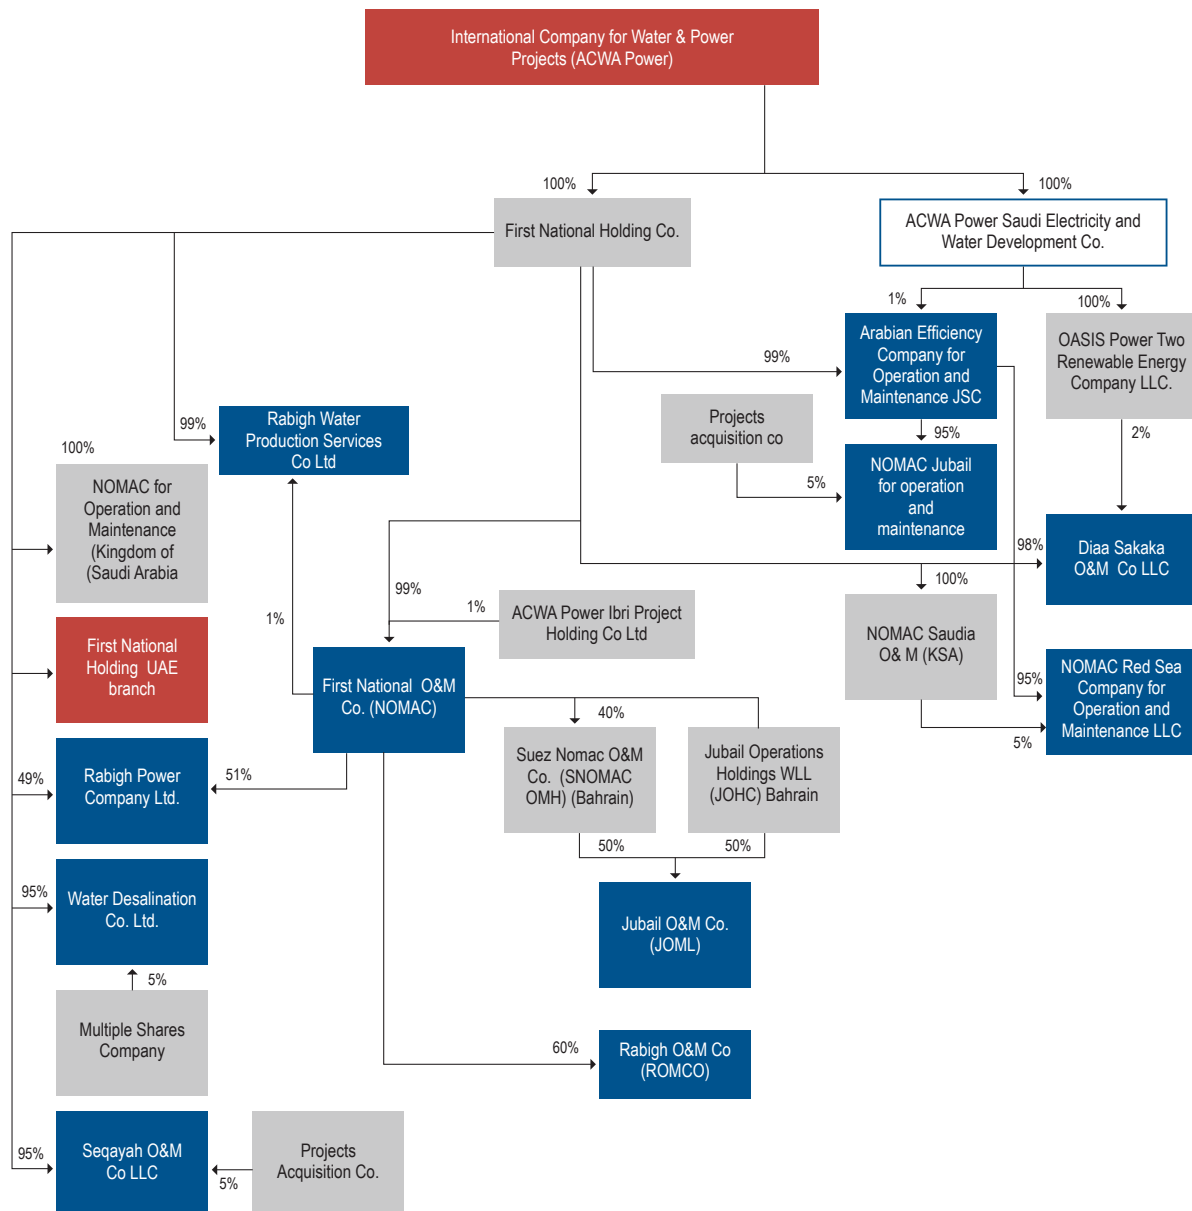 International Company for Water & Power
Projects (ACWA Power)
100%
100%
First National Holding Co.
ACWA Power Saudi Electricity and
Water Development Co.
1%
100%
Arabian Efficiency
Company for
Operation and
Maintenance JSC
OASIS Power Two
Renewable Energy
Company LLC.
99%
Projects
acquisition co
95%
2%
5%
NOMAC Jubail
for operation
and
maintenance
99%
Rabigh Water
Production Services
Co Ltd
100%
NOMAC for
Operation and
Maintenance
(Kingdom of
(Saudi Arabia
98%
Diaa Sakaka
O&M Co LLC
100%
99%
1%
ACWA Power Ibri Project
Holding Co Ltd
1%
NOMAC Saudia
O& M (KSA)
First National
Holding UAE
branch
First National O&M
Co. (NOMAC)
95%
NOMAC Red Sea
Company for
Operation and
Maintenance LLC
5%
40%
Suez Nomac O&M
Co. (SNOMAC
OMH) (Bahrain)
Jubail Operations
Holdings WLL
(JOHC) Bahrain
49%
Rabigh Power
Company Ltd.
51%
50%
50%
95%
Water Desalination
Co. Ltd.
Jubail O&M Co.
(JOML)
5%
Multiple Shares
Company
60%
Rabigh O&M Co
(ROMCO)
95%
Seqayah O&M
Co LLC
5%
Projects
Acquisition Co.